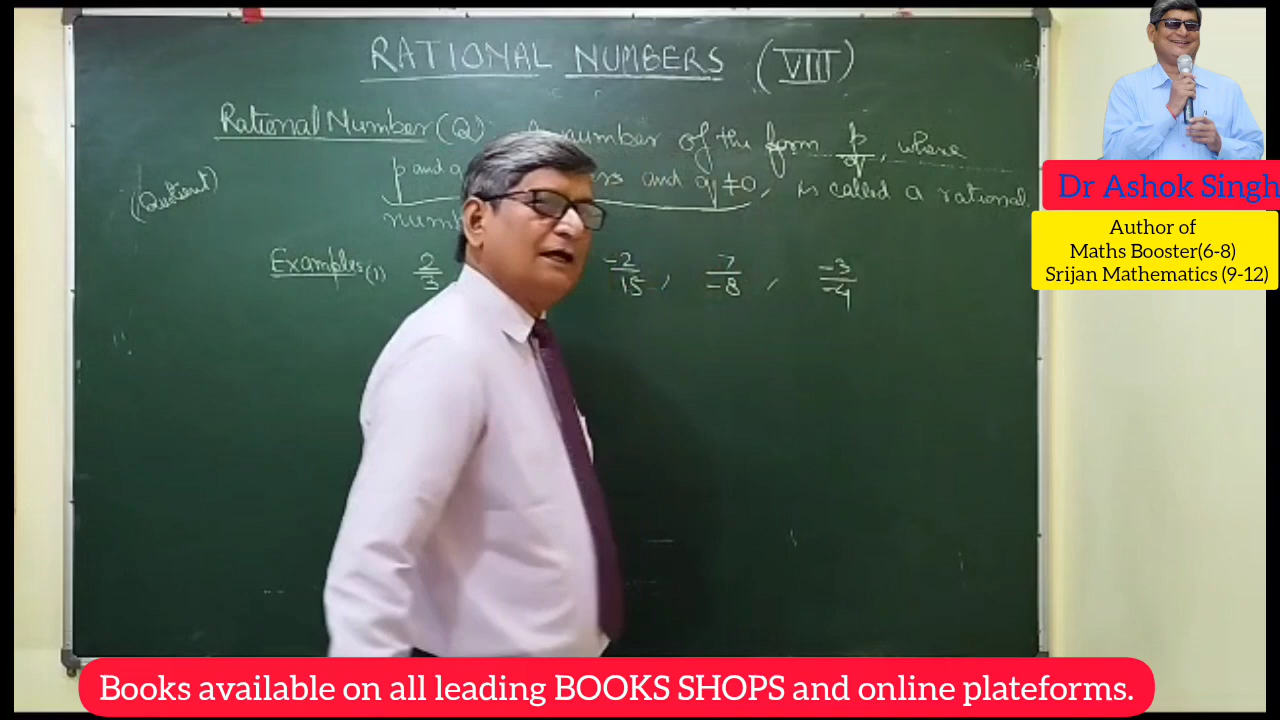 RATIONAL NUMBERS (VIII)
Rational Number (Q) number of the form p/q, where
p and q and q ≠ 0, is called a rational
(Quotient)
Examples (1) 2/3 -2/15, 7/-8, -3/-4
Dr Ashok Singh
Author of
Maths Booster(6-8)
Srijan Mathematics (9-12)
Books available on all leading BOOKS SHOPS and online plateforms.